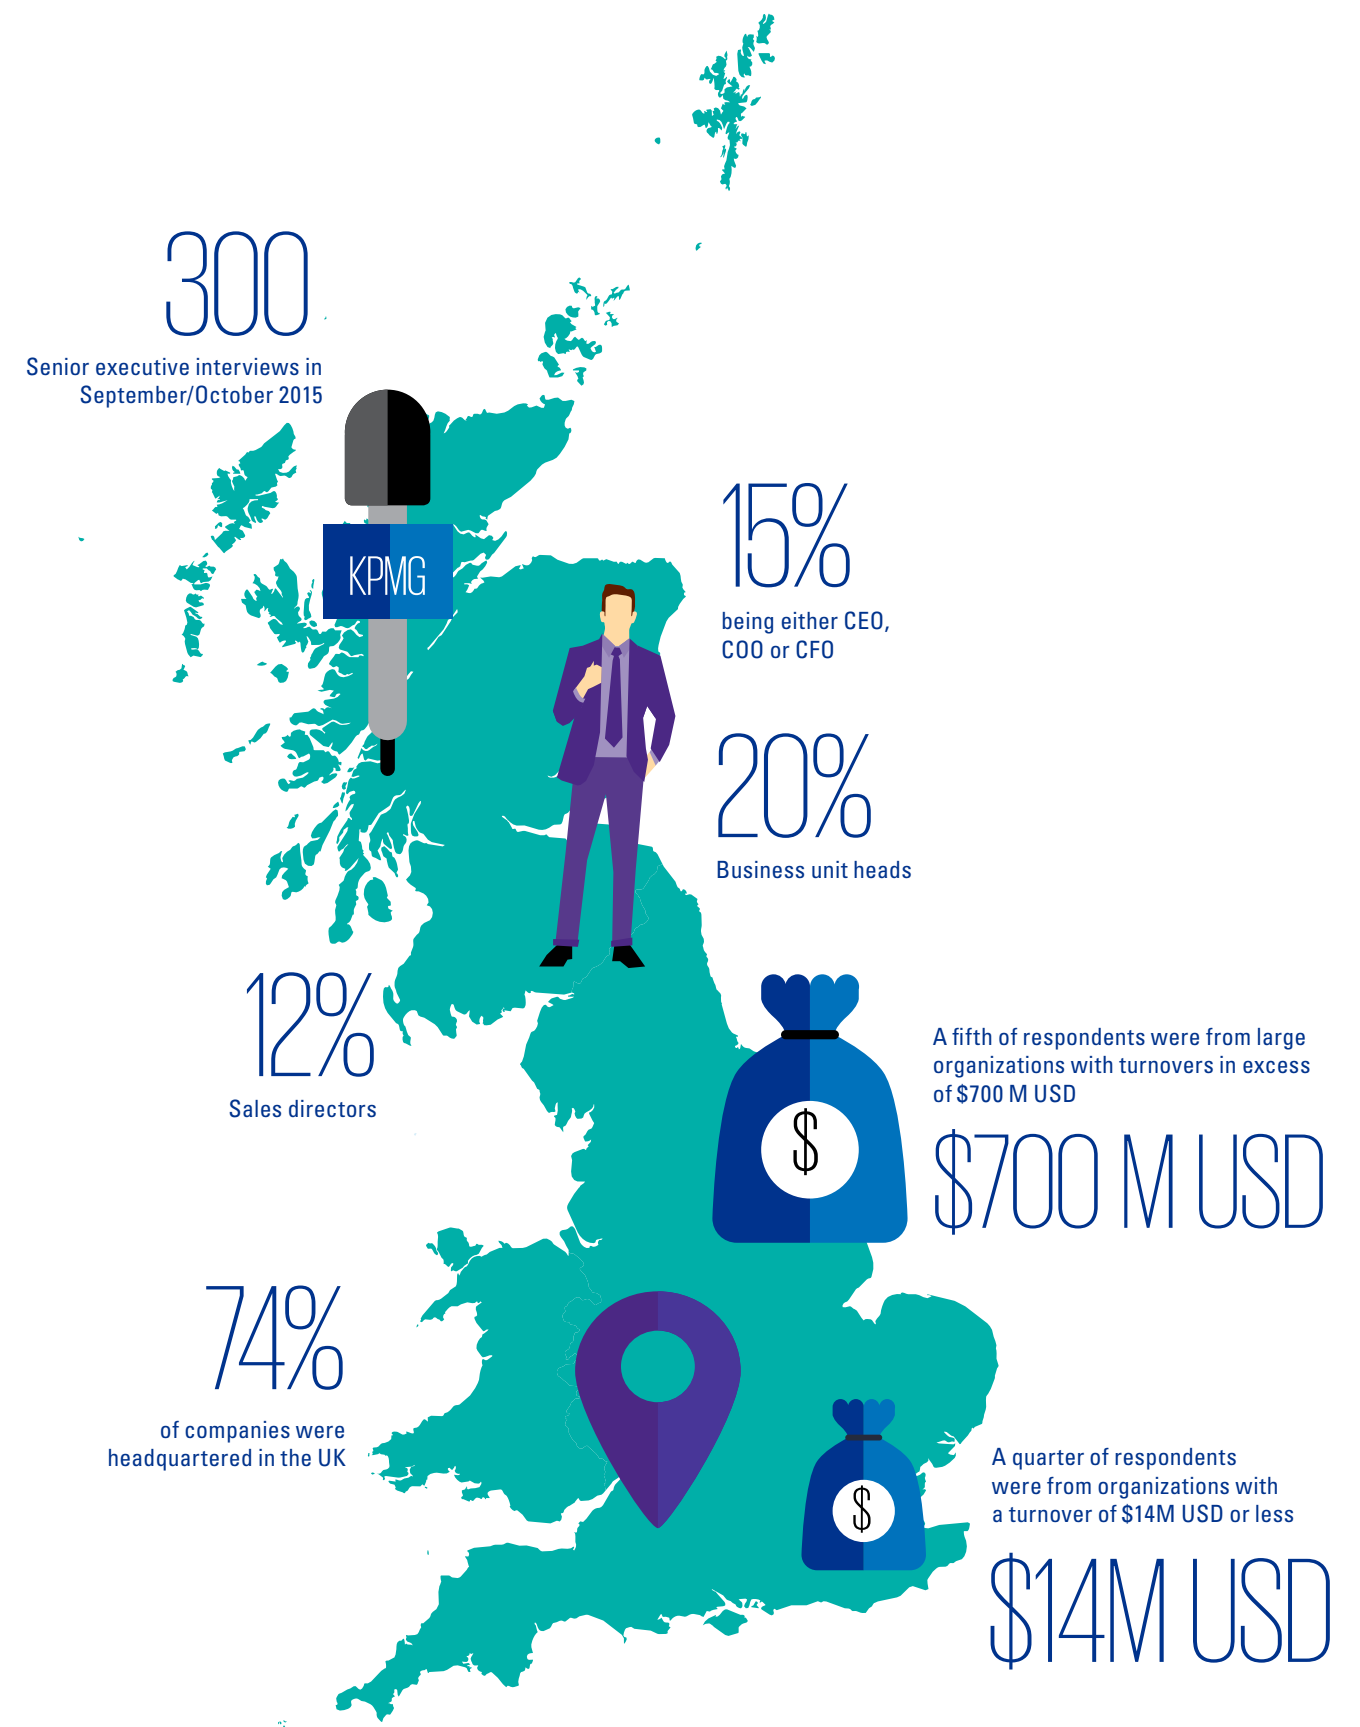 300
Senior executive interviews in
September/October 2015
KPMG
15%
being either CEO,
COO or CFO
20%
Business unit heads
12%
Sales directors
A fifth of respondents were from large
organizations with turnovers in excess
of $700 M USD
$
$700 M USD
74%
of companies were
headquartered in the UK
A quarter of respondents
were from organizations with
a turnover of $14M USD or less
$
$14M USD